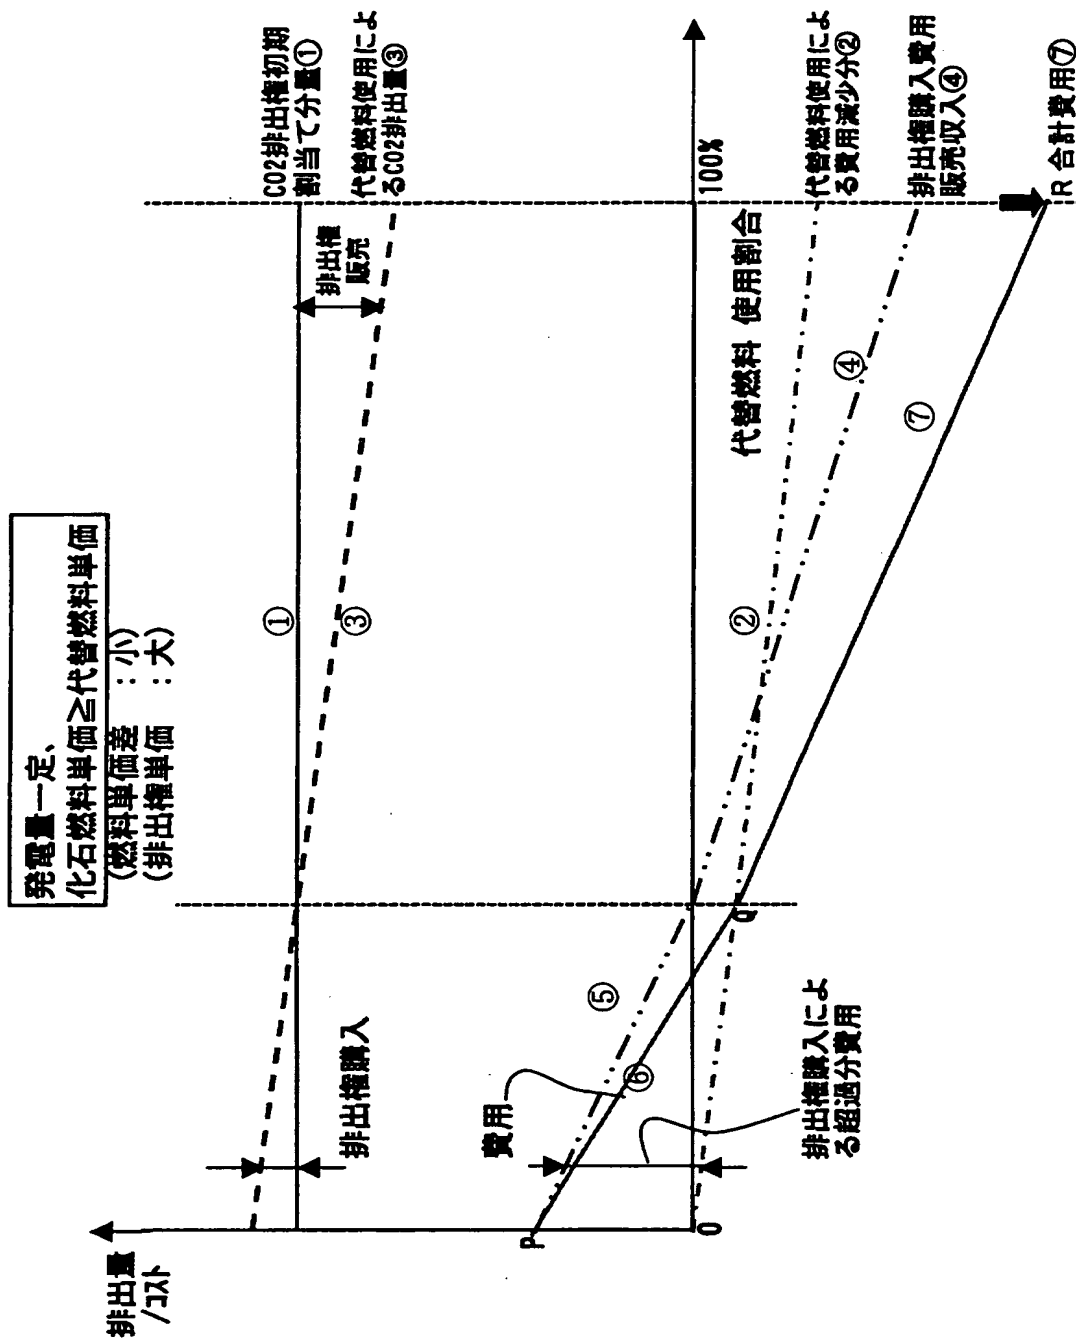 発電量一定、
化石燃料単価≧代替燃料単価
(燃料単価差 :小)
(排出権単価 :大)
排出量
/コスト
CO2排出権初期
割当て分量①
代替燃料使用によ
るCO2排出量③
排出権
販売
①
③
排出権購入
費用
P
⑤
⑥
排出権購入によ
る超過分費用
O
Q
100%
代替燃料 使用割合
②
④
⑦
代替燃料使用によ
る費用減少分②
排出権購入費用
販売収入④
R 合計費用⑦